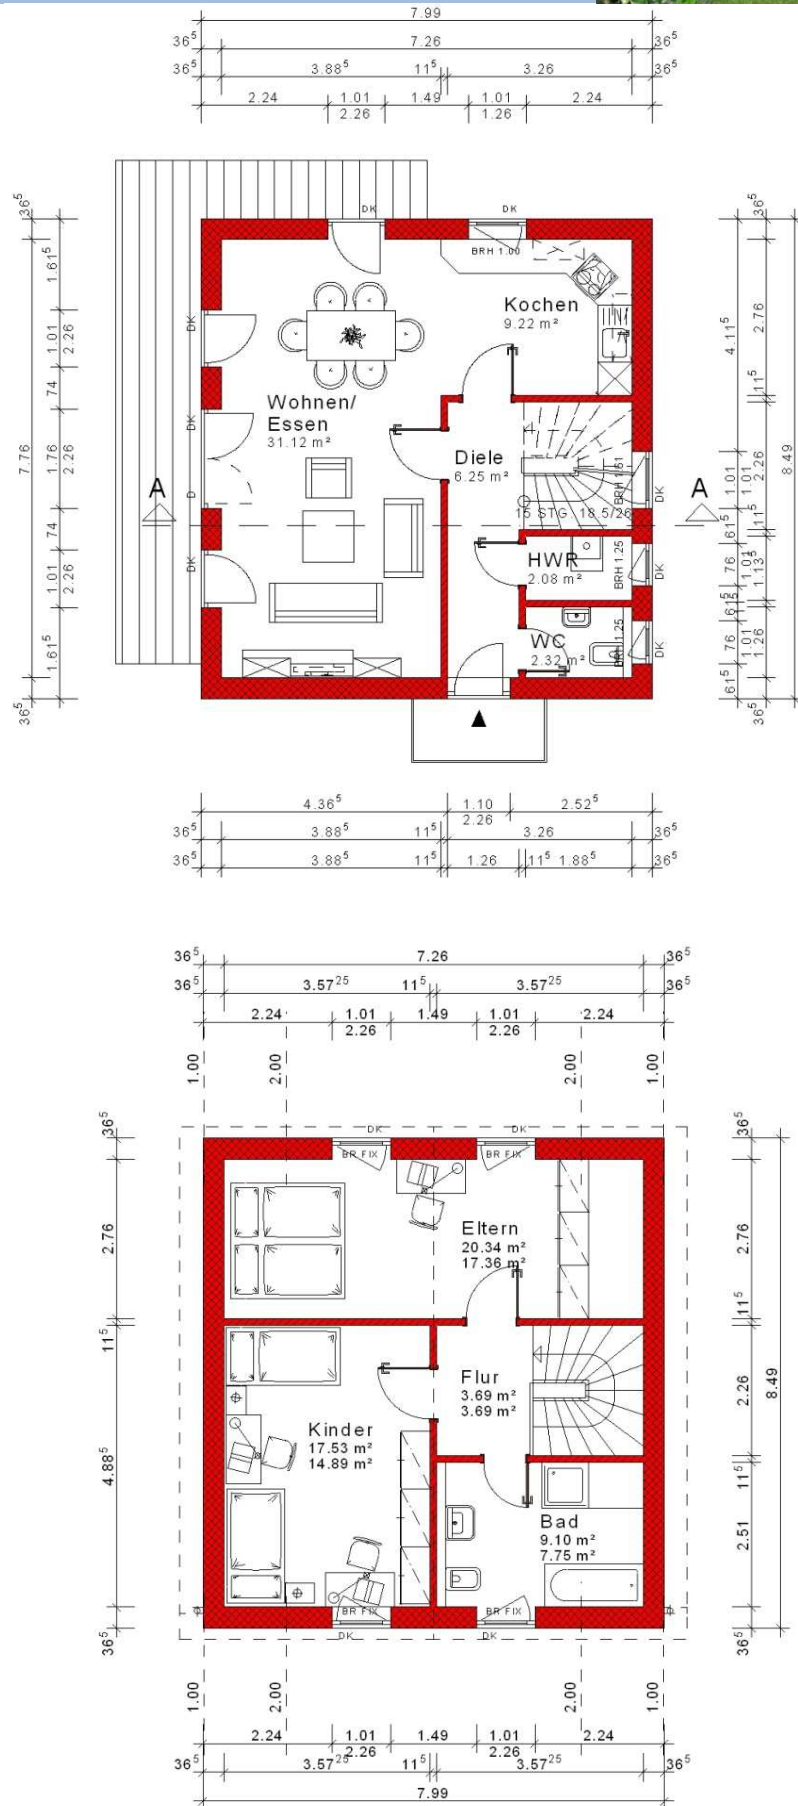 7.99
36⁵ 7.26 36⁵
36⁵ 3.88⁵ 11⁵ 3.26 36⁵
2.24 1.01 1.49 1.01 2.24
2.26 1.26
DK DK
BRH 1.00
36⁵
1.61⁵
1.01 2.26
74
1.76 2.26
74
1.01 2.26
1.61⁵
36⁵
7.76
DK
DK
D
DK
Kochen
9.22 m²
Wohnen/
Essen
31.12 m²
Diele
6.25 m²
15 STG. 18.5/26
BRH 1.51
DK
A A
HWR
2.08 m²
BRH 1.25
DK
WC
2.32 m²
BRH 1.25
DK
4.11⁵
1.01 1.01
61⁵
76 1.01
61⁵
76 1.01
61⁵
36⁵
2.76
11⁵
2.26
11⁵
1.13⁵
1.26
36⁵
8.49
4.36⁵ 1.10 2.52⁵
2.26
36⁵ 3.88⁵ 11⁵ 3.26 36⁵
36⁵ 3.88⁵ 11⁵ 1.26 11⁵ 1.88⁵ 36⁵
36⁵ 7.26 36⁵
36⁵ 3.57²⁵ 11⁵ 3.57²⁵ 36⁵
2.24 1.01 1.49 1.01 2.24
2.26 2.26
1.00 2.00 2.00 1.00
DK DK
BR FIX BR FIX
36⁵
2.76
11⁵
4.88⁵
36⁵
Eltern
20.34 m²
17.36 m²
Flur
3.69 m²
3.69 m²
Kinder
17.53 m²
14.89 m²
Bad
9.10 m²
7.75 m²
BR FIX BR FIX
DK DK
36⁵
2.76
11⁵
2.26
11⁵
2.51
36⁵
8.49
1.00 2.00 2.00 1.00
2.24 1.01 1.49 1.01 2.24
2.26 2.26
36⁵ 3.57²⁵ 11⁵ 3.57²⁵ 36⁵
7.99